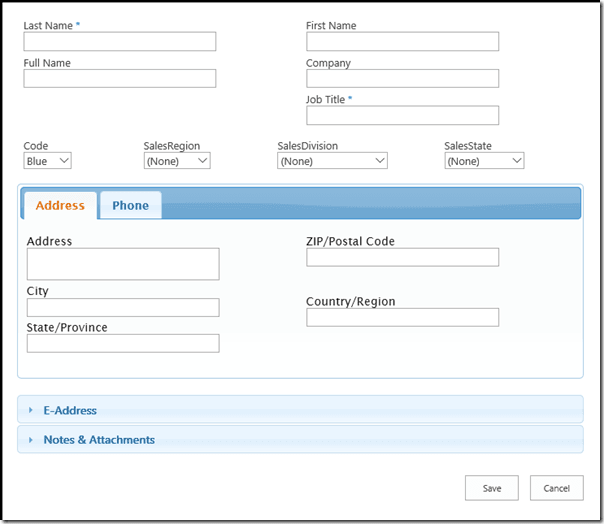 Last Name * First Name
Full Name Company
Job Title *
Code SalesRegion SalesDivision SalesState
Blue (None) (None) (None)
Address Phone
Address ZIP/Postal Code
City
Country/Region
State/Province
E-Address
Notes & Attachments
Save Cancel